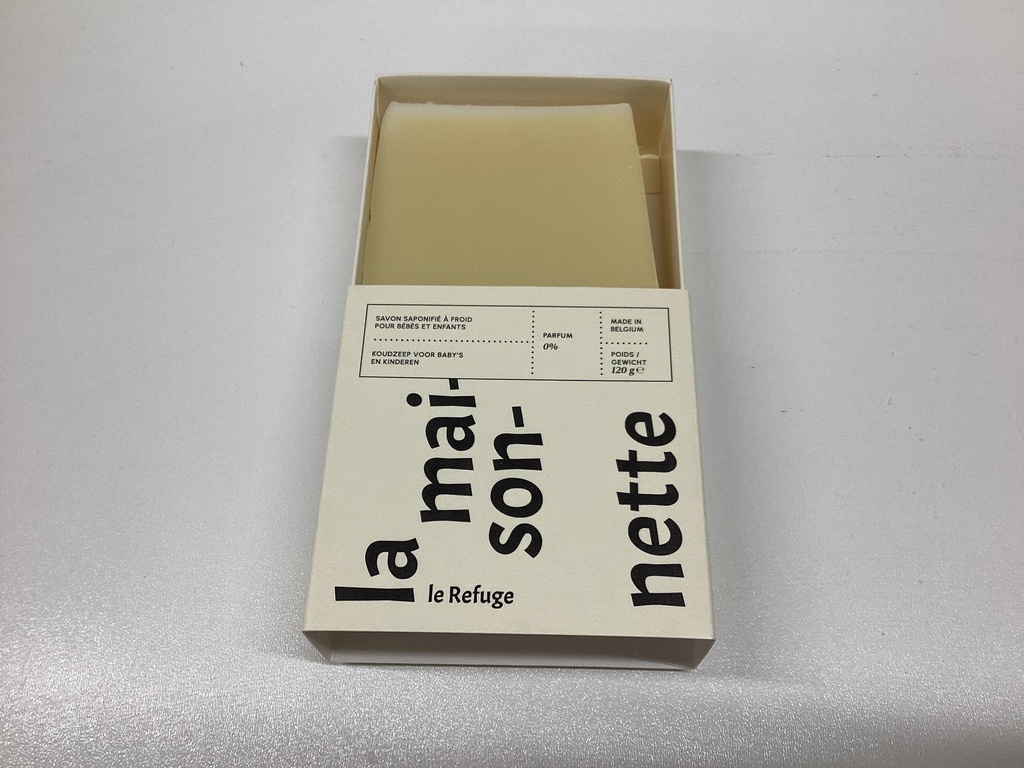 SAVON SAPONIFIÉ À FROID
POUR BÉBÉS ET ENFANTS
KOUDZEEP VOOR BABY'S
EN KINDEREN
PARFUM
0%
MADE IN
BELGIUM
POIDS /
GEWICHT
120 g ℮
la
mai-
son-
nette
le Refuge